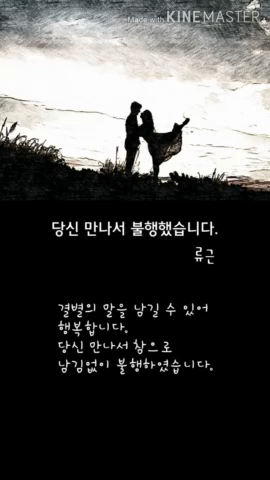 Made with KINEMASTER
당신 만나서 불행했습니다.
류근
결별의 말을 남길 수 있어
행복합니다.
당신 만나서 참으로
남김없이 불행하였습니다.